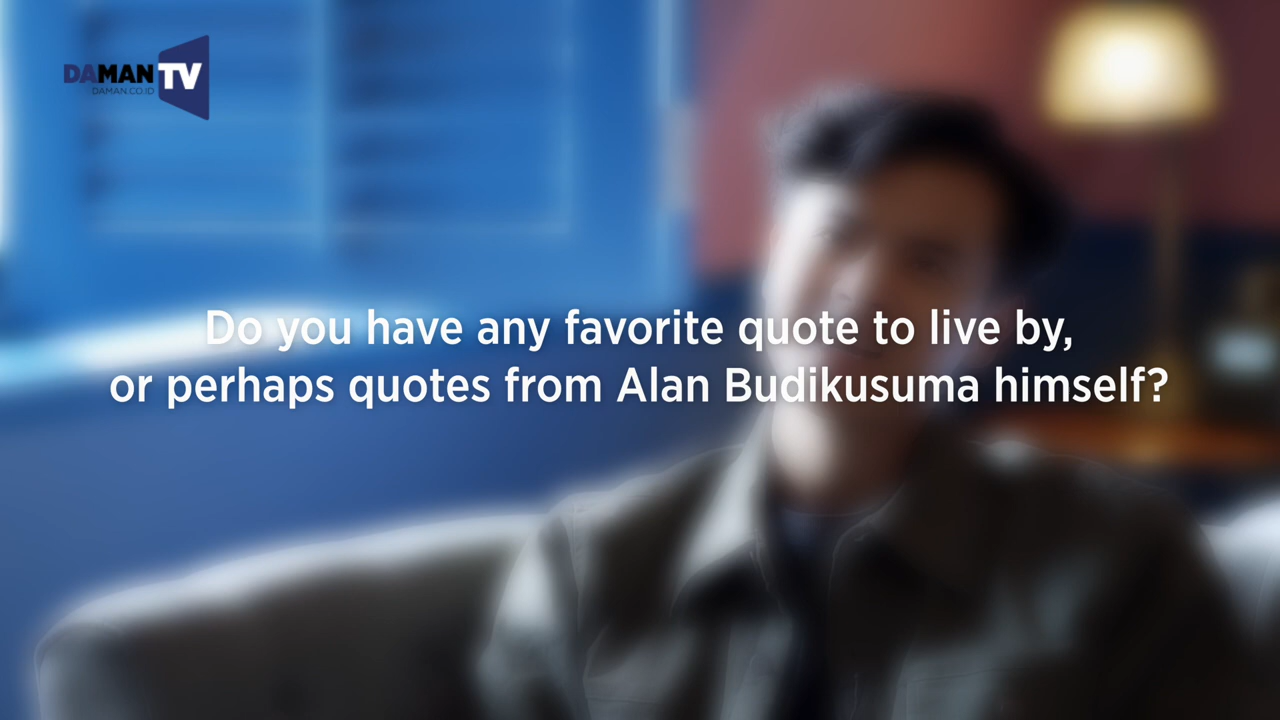 DAMAN TV
DAMAN.CO.ID
Do you have any favorite quote to live by,
or perhaps quotes from Alan Budikusuma himself?